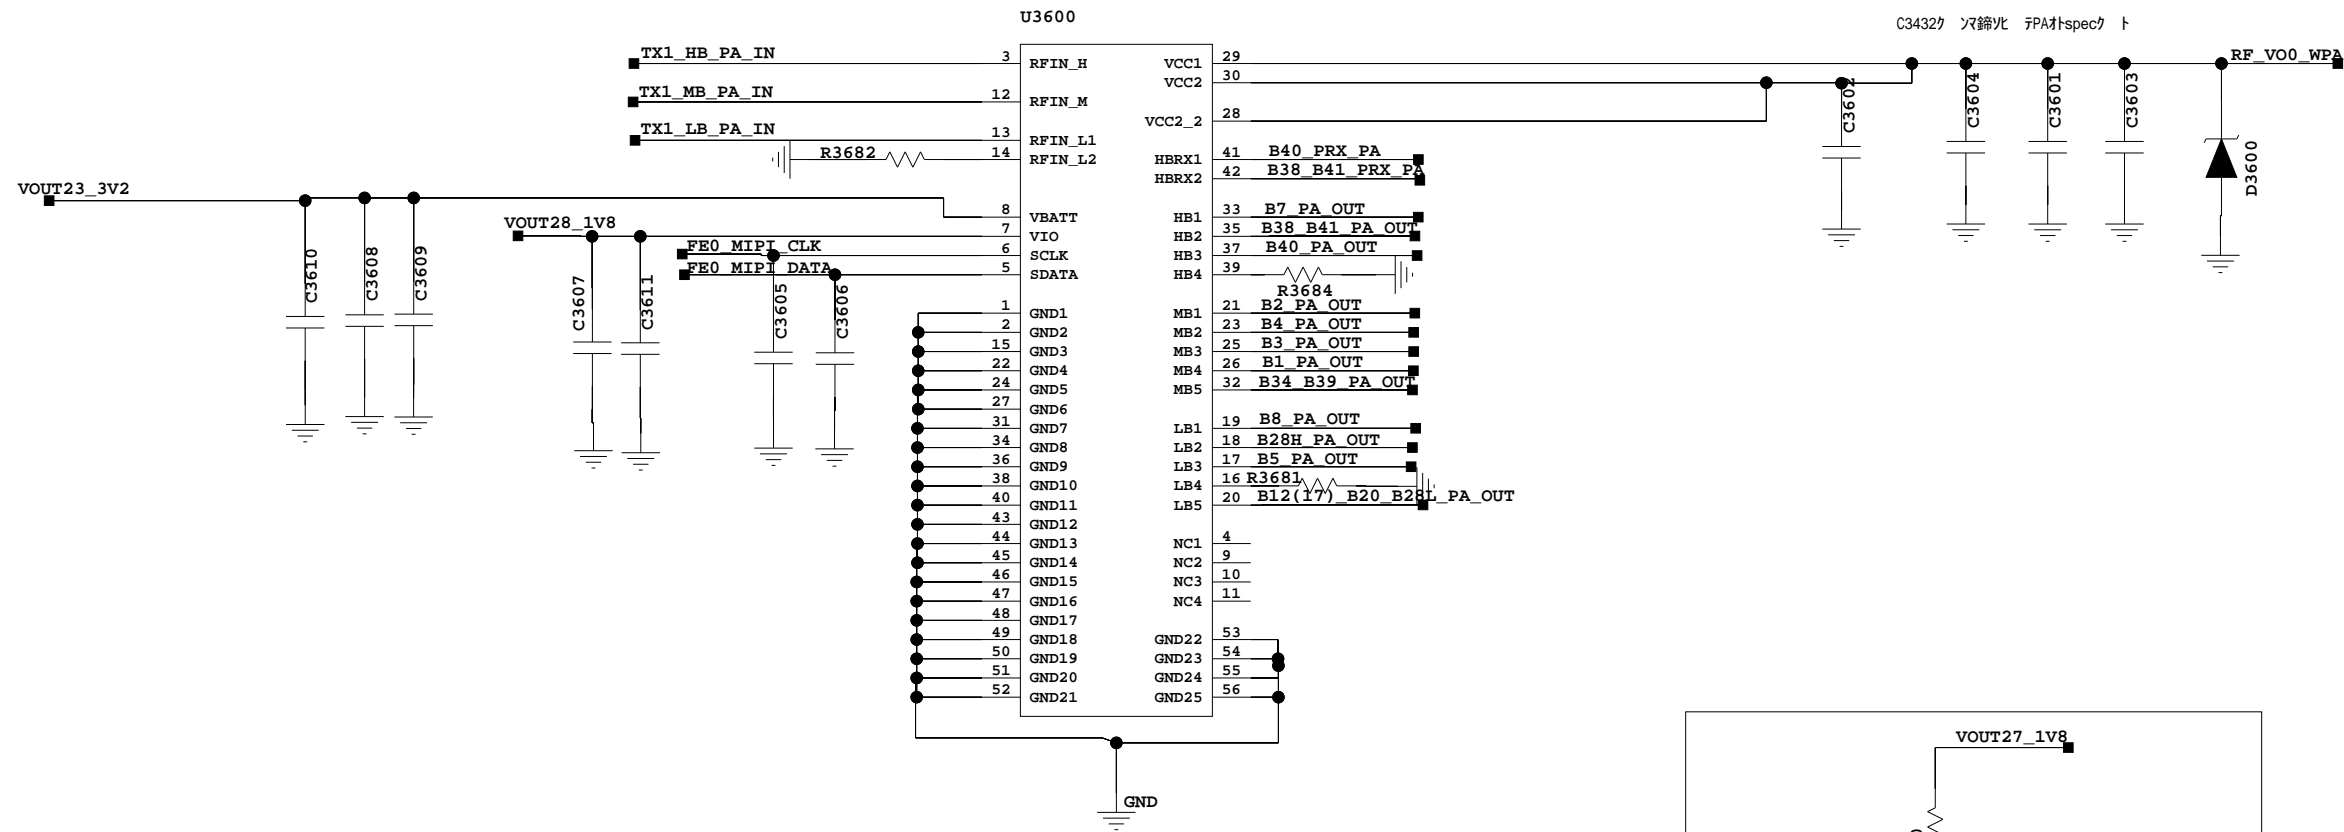 U3600
C3432ｸ ﾝﾏ鍗ﾉﾋ ﾃPAｵﾄspecｸ ﾄ
TX1_HB_PA_IN 3 RFIN_H VCC1 29 RF_VO0_WPA
VCC2 30
TX1_MB_PA_IN 12 RFIN_M
VCC2_2 28
TX1_LB_PA_IN 13 RFIN_L1
R3682 14 RFIN_L2 HBRX1 41 B40_PRX_PA
HBRX2 42 B38_B41_PRX_PA
C3602
C3604
C3601
C3603
D3600
VOUT23_3V2
8 VBATT HB1 33 B7_PA_OUT
VOUT28_1V8 7 VIO HB2 35 B38_B41_PA_OUT
FE0_MIPI_CLK 6 SCLK HB3 37 B40_PA_OUT
FE0_MIPI_DATA 5 SDATA HB4 39
R3684
C3610
C3608
C3609
C3607
C3611
C3605
C3606
1 GND1 MB1 21 B2_PA_OUT
2 GND2 MB2 23 B4_PA_OUT
15 GND3 MB3 25 B3_PA_OUT
22 GND4 MB4 26 B1_PA_OUT
24 GND5 MB5 32 B34_B39_PA_OUT
27 GND6
31 GND7 LB1 19 B8_PA_OUT
34 GND8 LB2 18 B28H_PA_OUT
36 GND9 LB3 17 B5_PA_OUT
38 GND10 LB4 16 R3681
40 GND11 LB5 20 B12(17)_B20_B28L_PA_OUT
43 GND12
44 GND13 NC1 4
45 GND14 NC2 9
46 GND15 NC3 10
47 GND16 NC4 11
48 GND17
49 GND18 GND22 53
50 GND19 GND23 54
51 GND20 GND24 55
52 GND21 GND25 56
VOUT27_1V8
GND